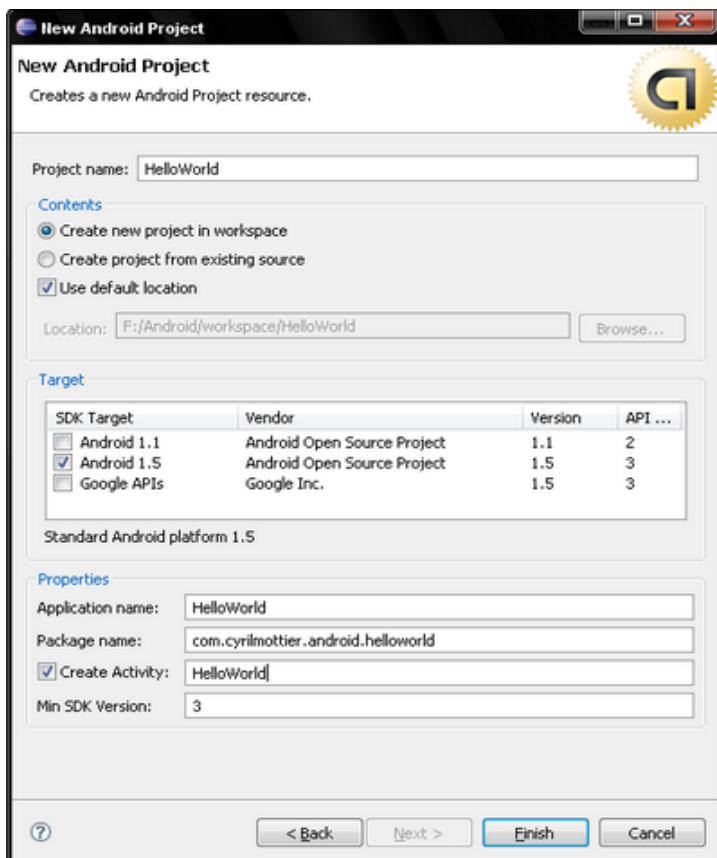 New Android Project
New Android Project
Creates a new Android Project resource.
Project name: HelloWorld
Contents
Create new project in workspace
Create project from existing source
Use default location
Location: F:/Android/workspace/HelloWorld Browse...
Target
SDK Target Vendor Version API ...
Android 1.1 Android Open Source Project 1.1 2
Android 1.5 Android Open Source Project 1.5 3
Google APIs Google Inc. 1.5 3
Standard Android platform 1.5
Properties
Application name: HelloWorld
Package name: com.cyrilmottier.android.helloworld
Create Activity: HelloWorld
Min SDK Version: 3
? < Back Next > Finish Cancel